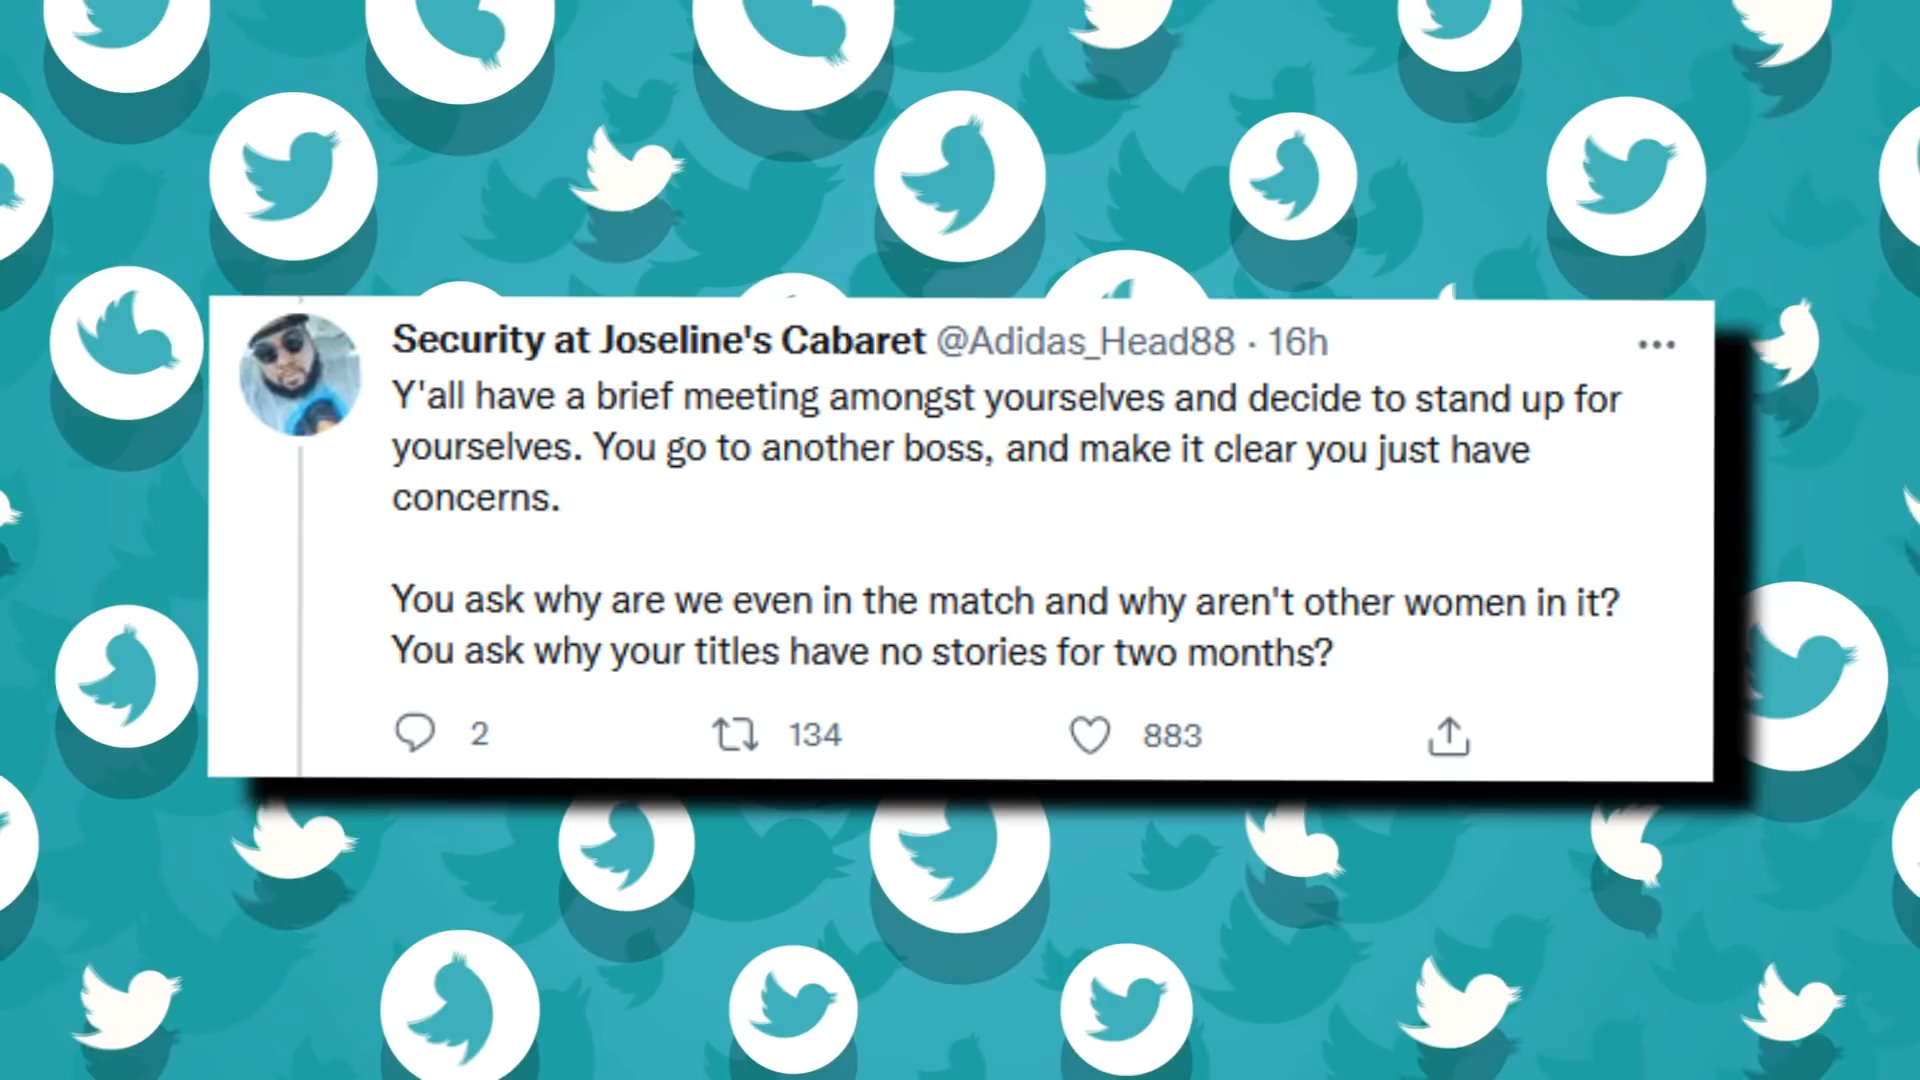 Security at Joseline's Cabaret @Adidas_Head88 · 16h
Y'all have a brief meeting amongst yourselves and decide to stand up for
yourselves. You go to another boss, and make it clear you just have
concerns.
You ask why are we even in the match and why aren't other women in it?
You ask why your titles have no stories for two months?
2 134 883